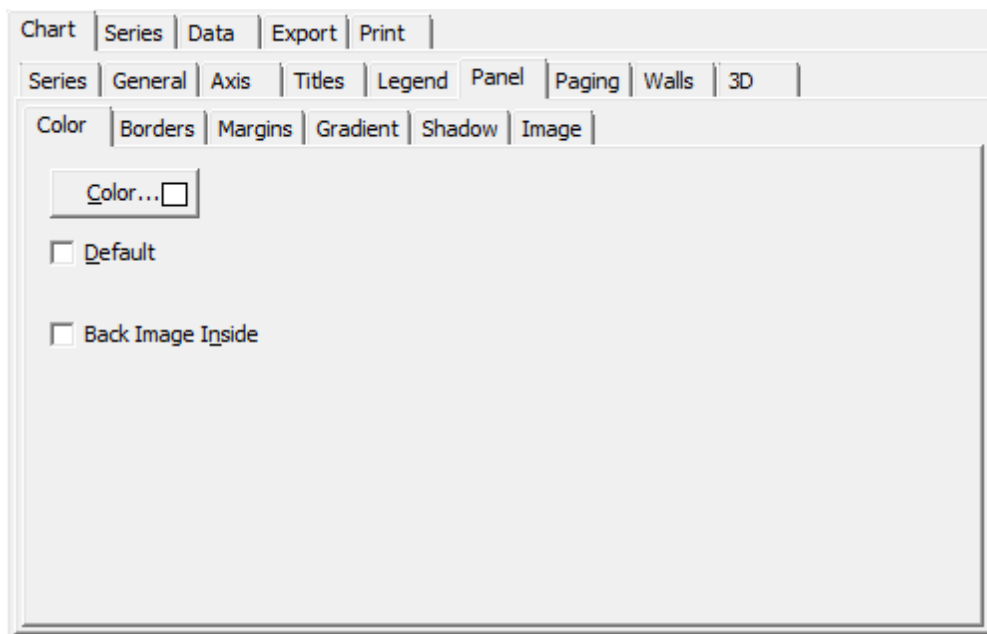 Chart Series Data Export Print
Series General Axis Titles Legend Panel Paging Walls 3D
Color Borders Margins Gradient Shadow Image
Color...
Default
Back Image Inside